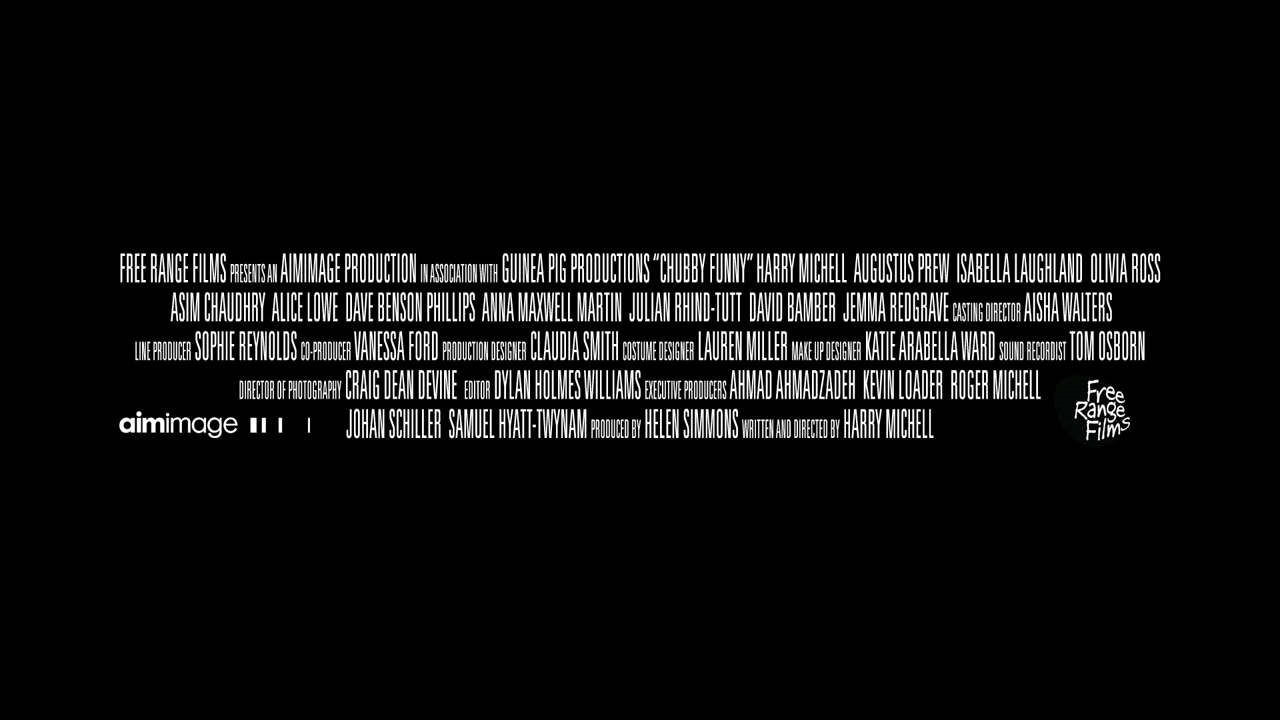 FREE RANGE FILMS PRESENTS AN AIMIMAGE PRODUCTION IN ASSOCIATION WITH GUINEA PIG PRODUCTIONS “CHUBBY FUNNY” HARRY MICHELL AUGUSTUS PREW ISABELLA LAUGHLAND OLIVIA ROSS
ASIM CHAUDHRY ALICE LOWE DAVE BENSON PHILLIPS ANNA MAXWELL MARTIN JULIAN RHIND-TUTT DAVID BAMBER JEMMA REDGRAVE CASTING DIRECTOR AISHA WALTERS
LINE PRODUCER SOPHIE REYNOLDS CO-PRODUCER VANESSA FORD PRODUCTION DESIGNER CLAUDIA SMITH COSTUME DESIGNER LAUREN MILLER MAKE UP DESIGNER KATIE ARABELLA WARD SOUND RECORDIST TOM OSBORN
DIRECTOR OF PHOTOGRAPHY CRAIG DEAN DEVINE EDITOR DYLAN HOLMES WILLIAMS EXECUTIVE PRODUCERS AHMAD AHMADZADEH KEVIN LOADER ROGER MICHELL
JOHAN SCHILLER SAMUEL HYATT-TWYNAM PRODUCED BY HELEN SIMMONS WRITTEN AND DIRECTED BY HARRY MICHELL
aimimage
Free
Range
Films